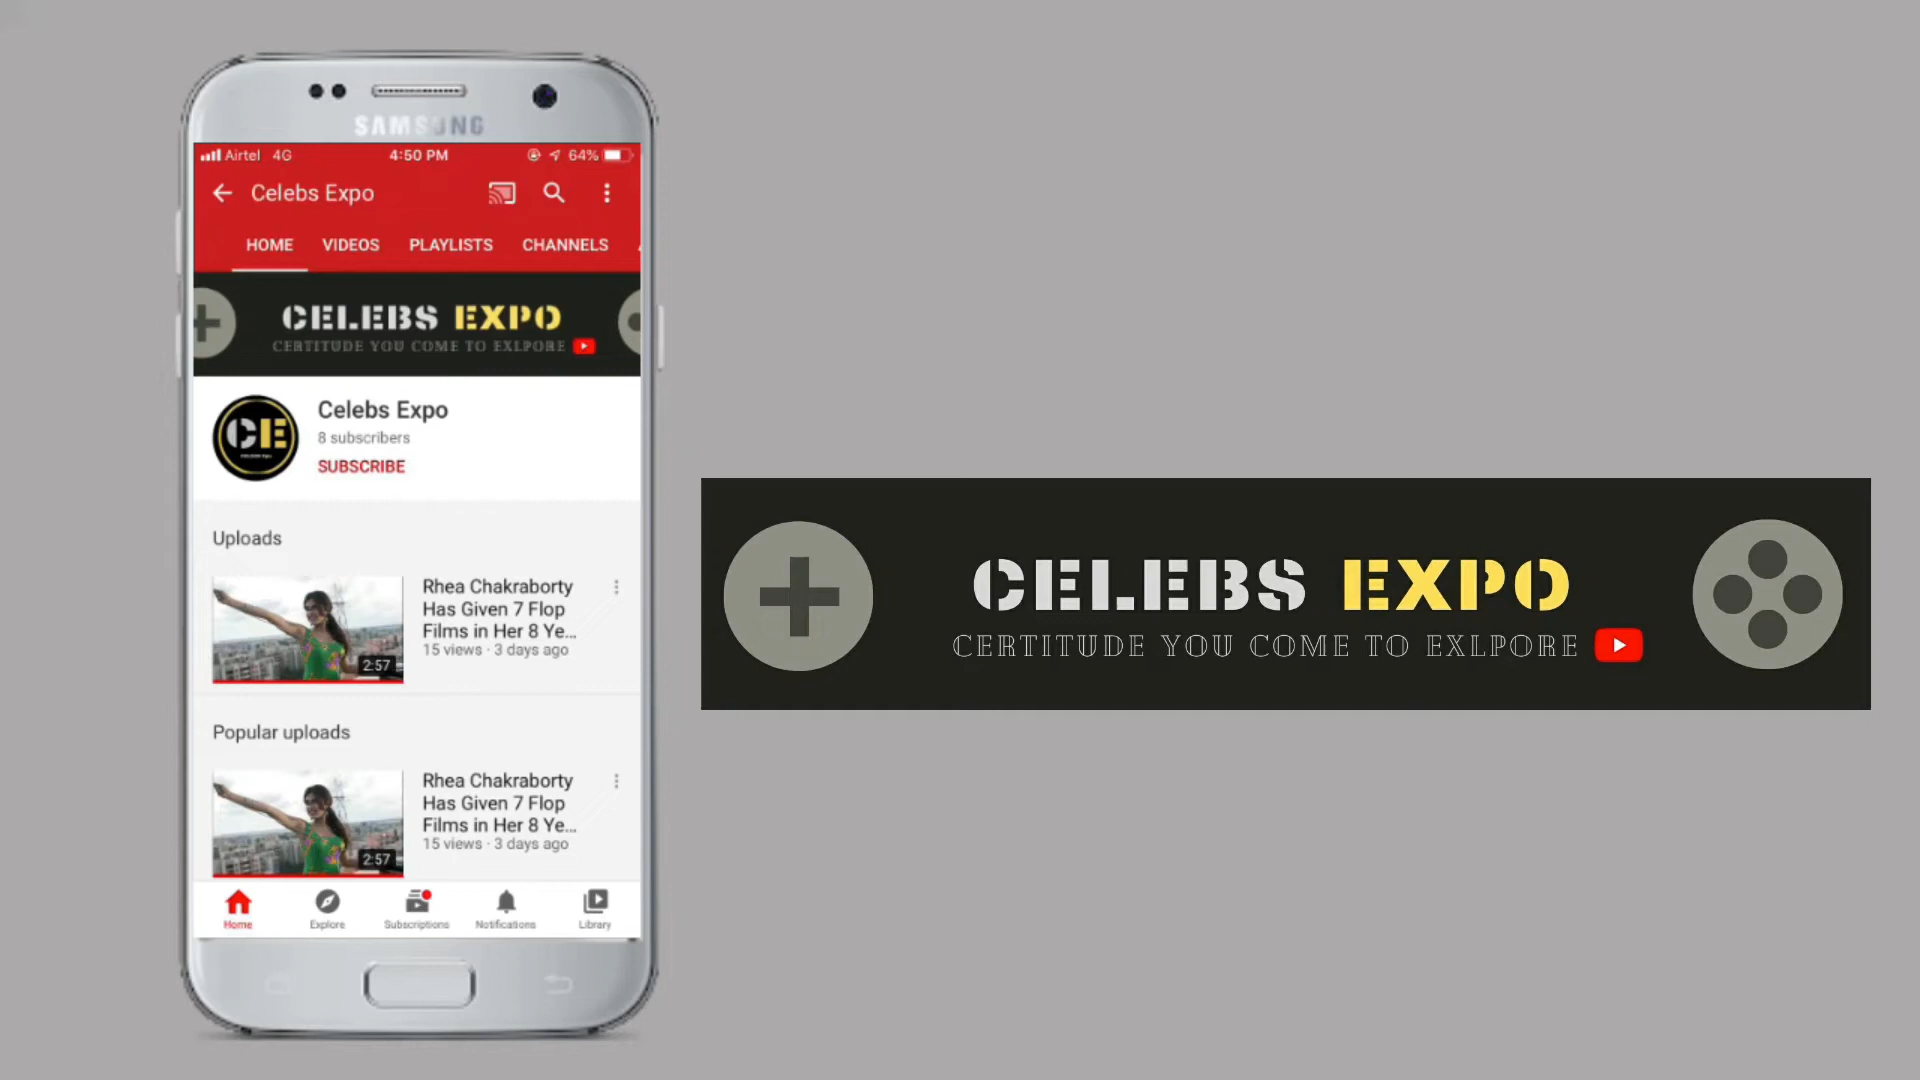 SAMSUNG
Airtel 4G 4:50 PM 64%
Celebs Expo
HOME VIDEOS PLAYLISTS CHANNELS
CELEBS EXPO
CERTITUDE YOU COME TO EXLPORE
CE
Celebs Expo
8 subscribers
SUBSCRIBE
Uploads
Rhea Chakraborty
Has Given 7 Flop
Films in Her 8 Ye...
15 views · 3 days ago
2:57
Popular uploads
Rhea Chakraborty
Has Given 7 Flop
Films in Her 8 Ye...
15 views · 3 days ago
2:57
Home Explore Subscriptions Notifications Library
CELEBS EXPO
CERTITUDE YOU COME TO EXLPORE